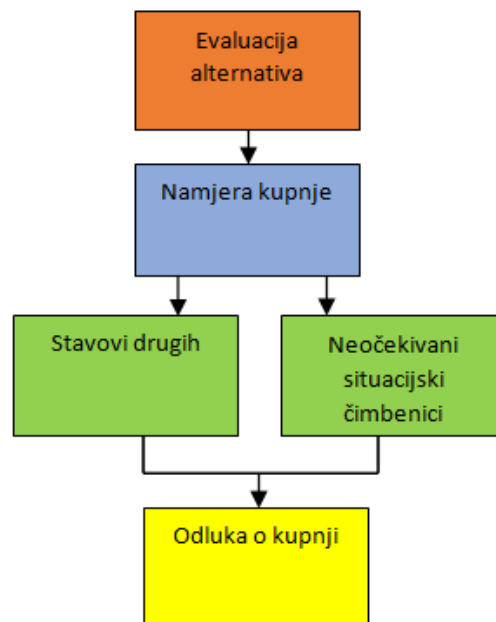 Evaluacija
alternativa
Namjera kupnje
Stavovi drugih
Neočekivani
situacijski
čimbenici
Odluka o kupnji